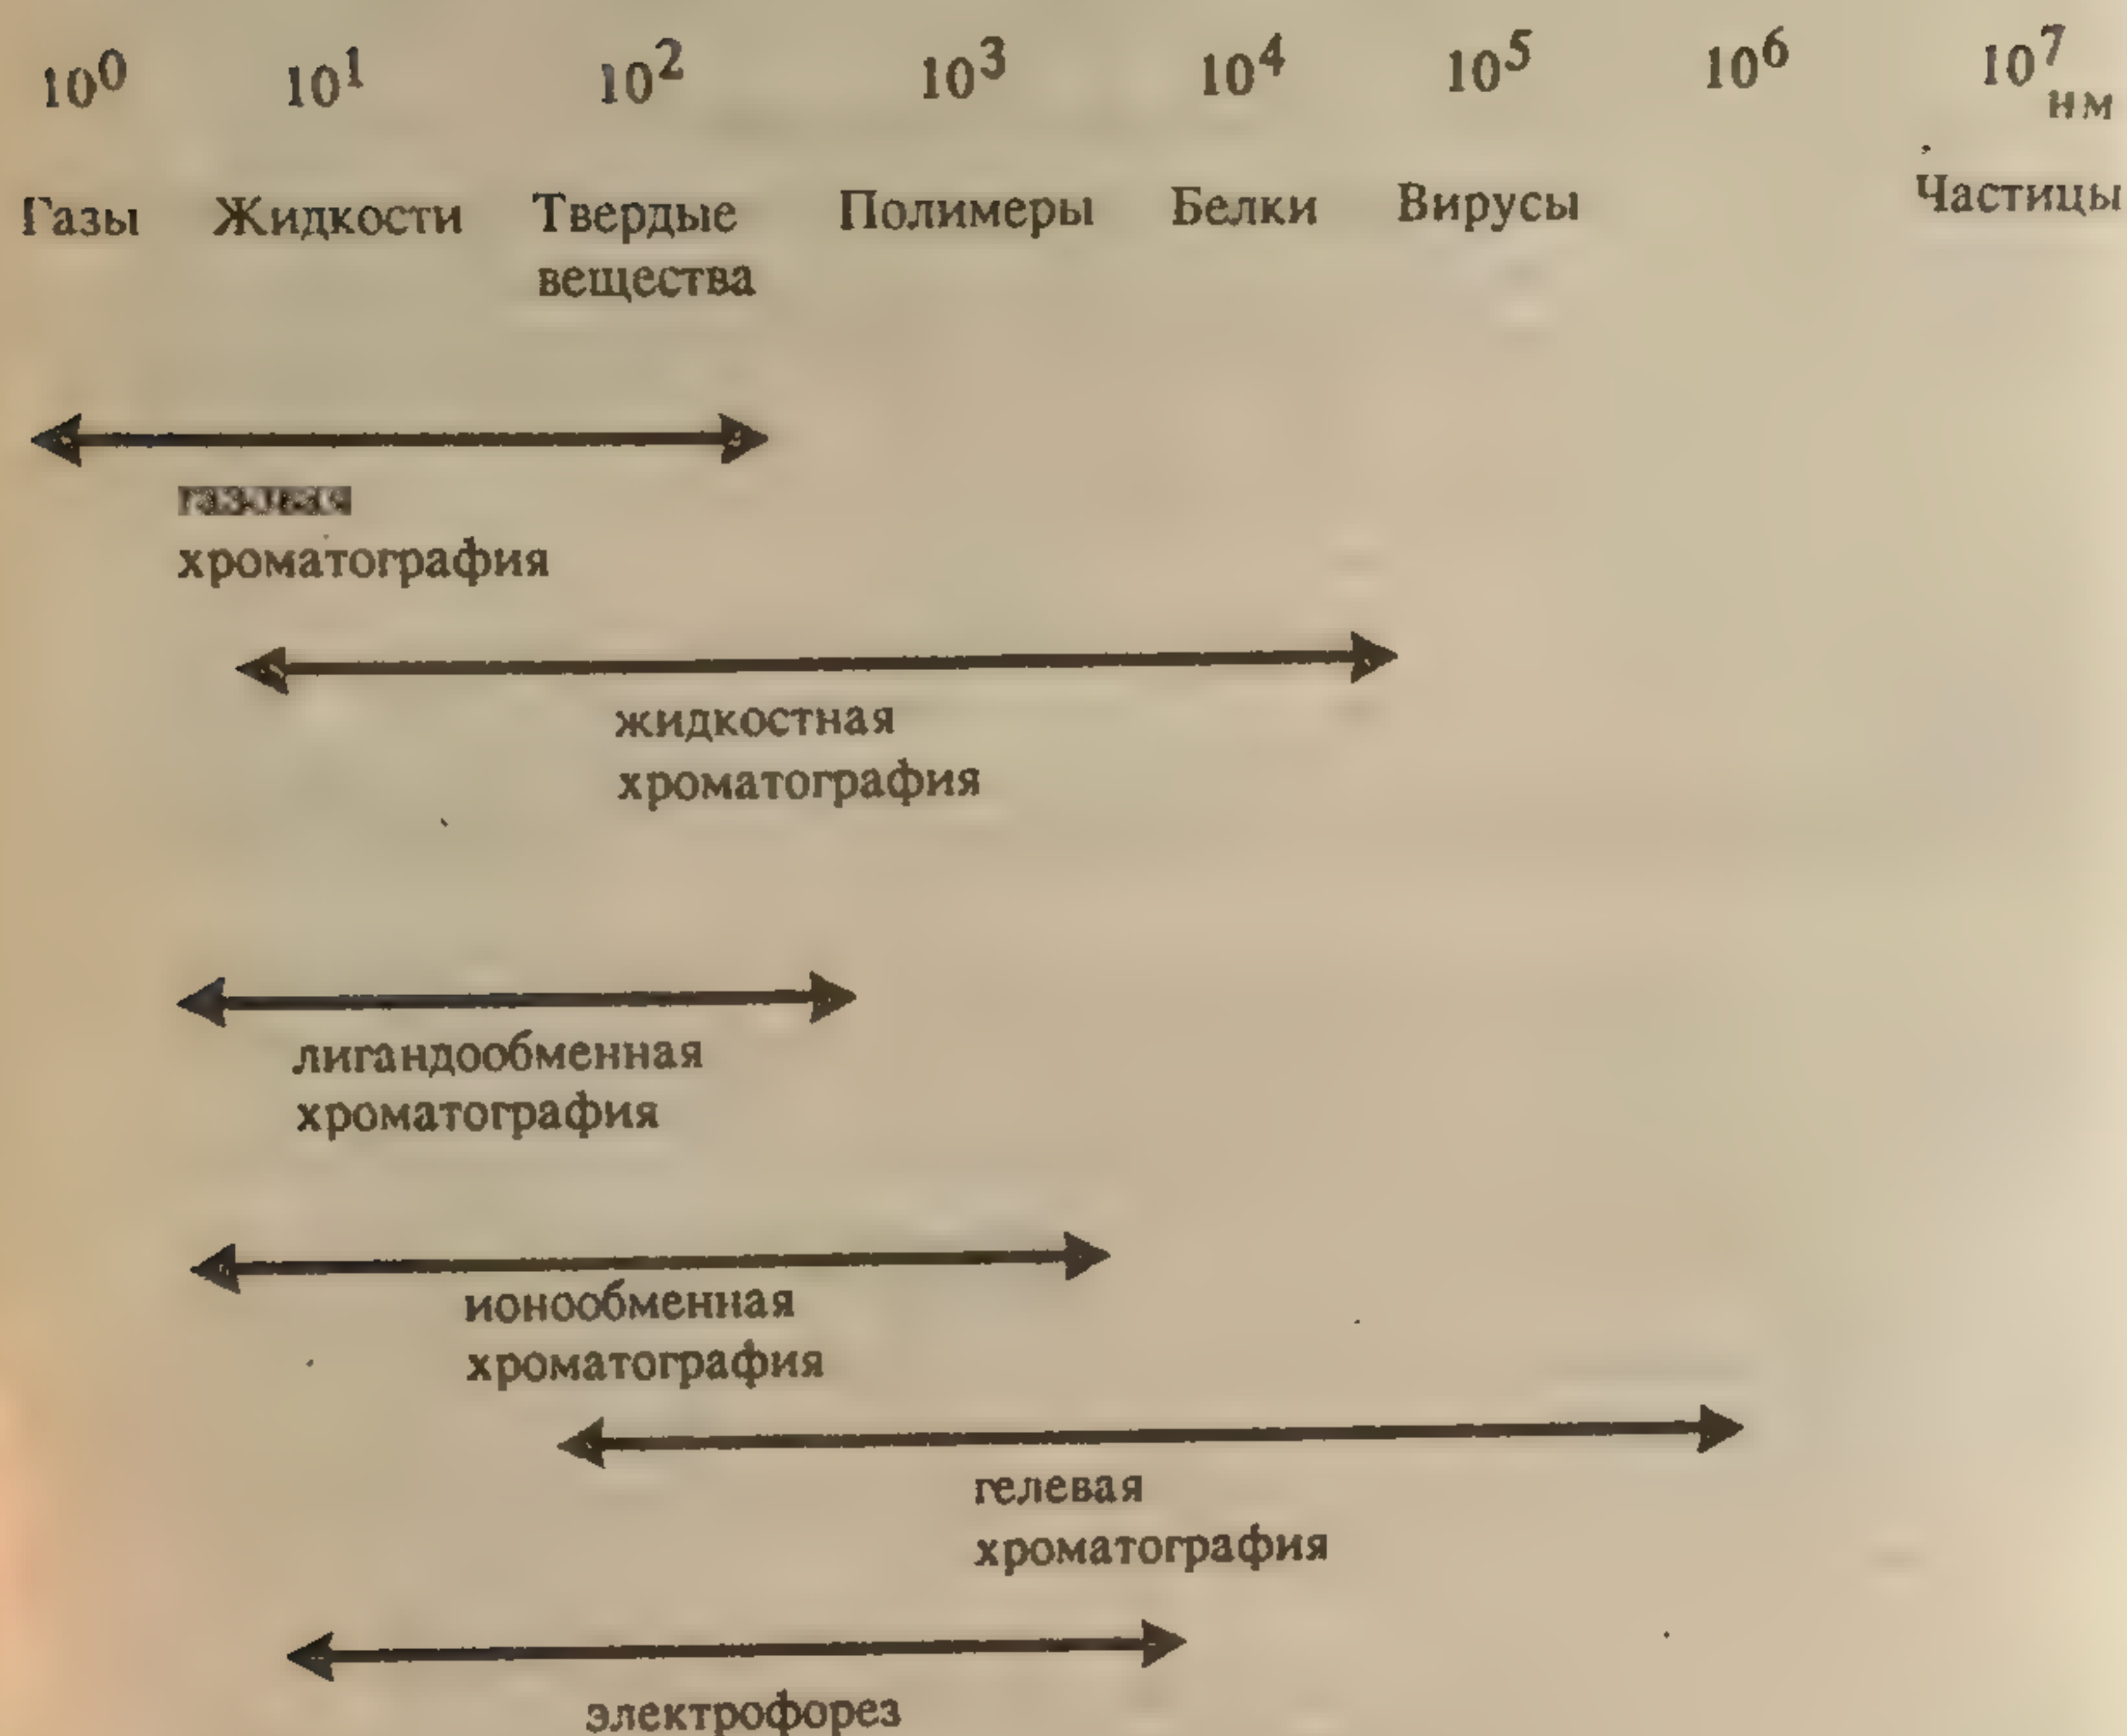 10⁰ 10¹ 10² 10³ 10⁴ 10⁵ 10⁶ 10⁷
нм
Газы Жидкости Твердые Полимеры Белки Вирусы Частицы
вещества
газовая
хроматография
жидкостная
хроматография
лигандообменная
хроматография
ионообменная
хроматография
гелевая
хроматография
электрофорез